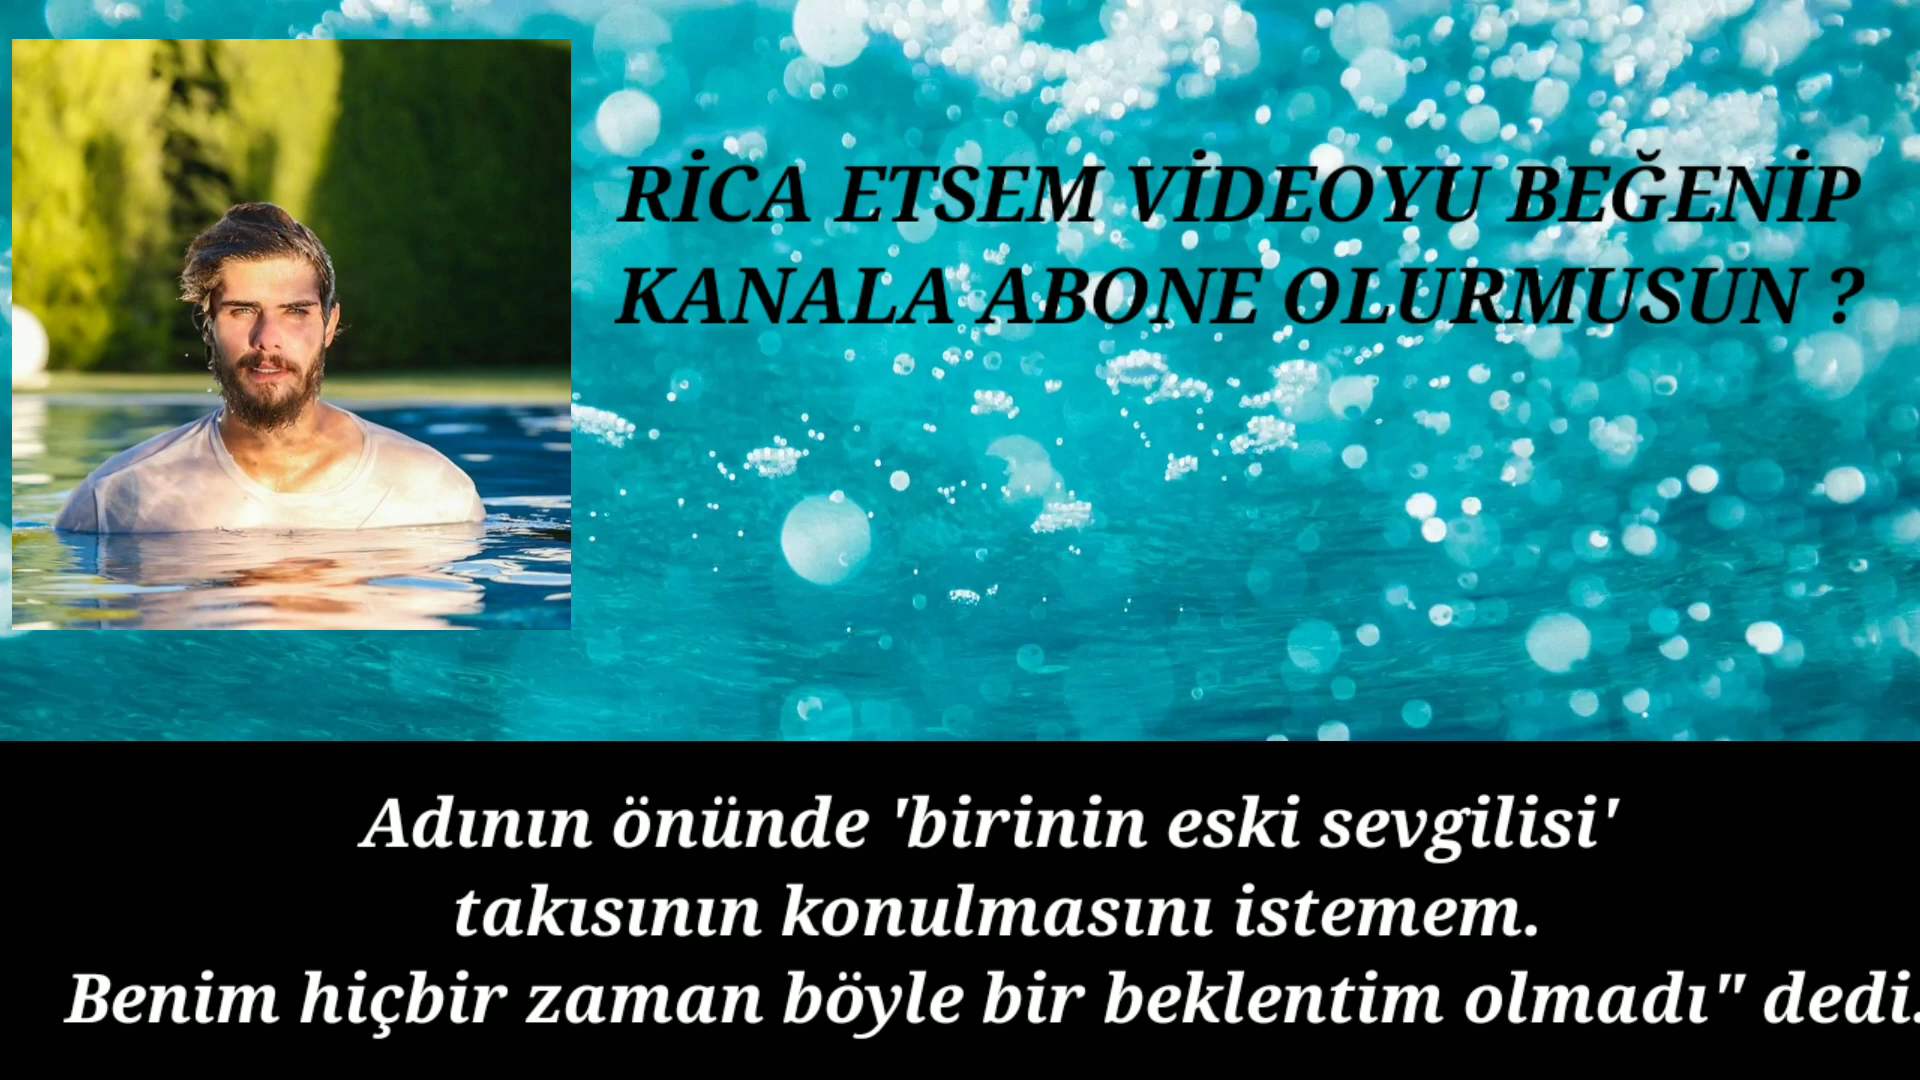 RİCA ETSEM VİDEOYU BEĞENİP
KANALA ABONE OLURMUSUN ?
Adının önünde 'birinin eski sevgilisi'
takısının konulmasını istemem.
Benim hiçbir zaman böyle bir beklentim olmadı" dedi.